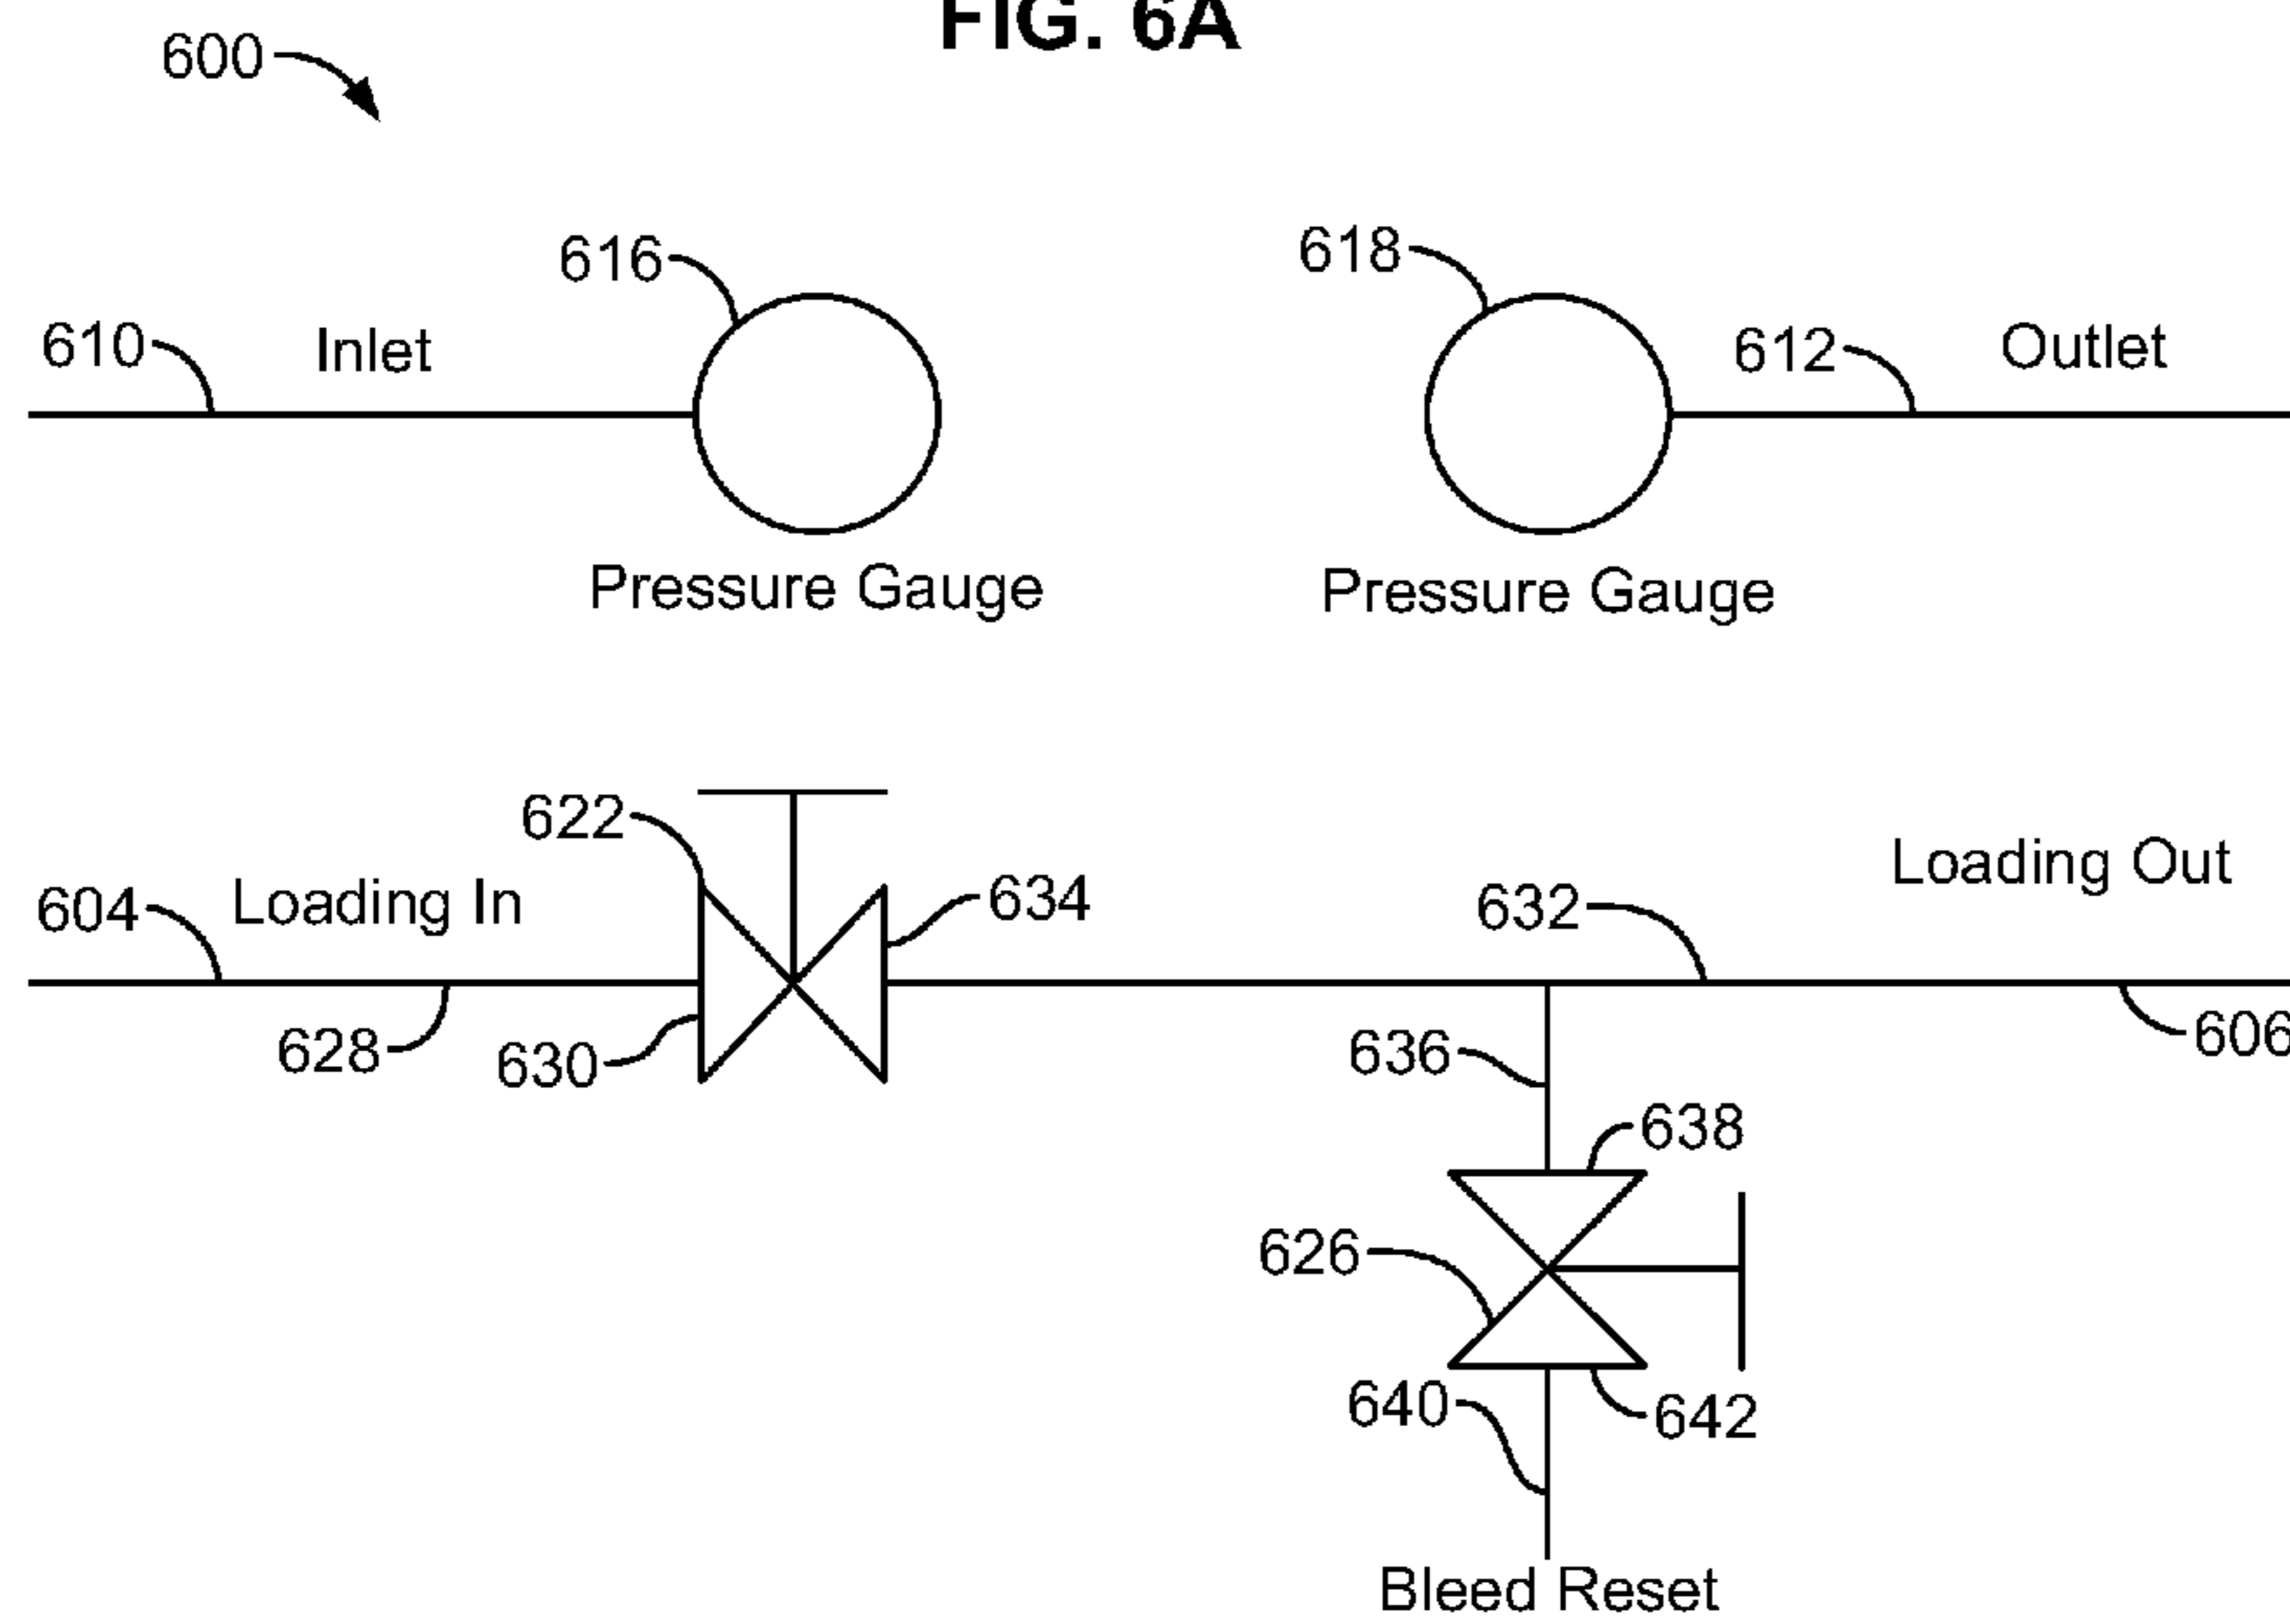 FIG. 6A
600
616
618
610
Inlet
612
Outlet
Pressure Gauge
Pressure Gauge
622
604
Loading In
634
632
Loading Out
628
630
636
606
638
626
640
642
Bleed Reset